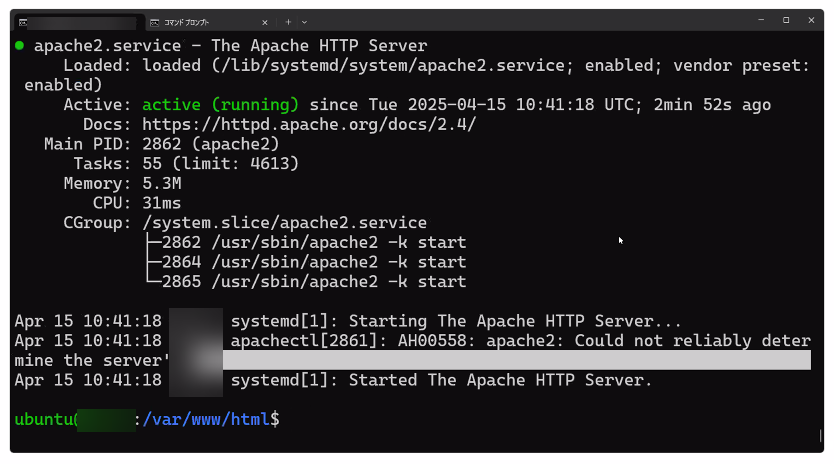 コマンド プロンプト
● apache2.service - The Apache HTTP Server
Loaded: loaded (/lib/systemd/system/apache2.service; enabled; vendor preset:
enabled)
Active: active (running) since Tue 2025-04-15 10:41:18 UTC; 2min 52s ago
Docs: https://httpd.apache.org/docs/2.4/
Main PID: 2862 (apache2)
Tasks: 55 (limit: 4613)
Memory: 5.3M
CPU: 31ms
CGroup: /system.slice/apache2.service
├─2862 /usr/sbin/apache2 -k start
├─2864 /usr/sbin/apache2 -k start
└─2865 /usr/sbin/apache2 -k start
Apr 15 10:41:18 systemd[1]: Starting The Apache HTTP Server...
Apr 15 10:41:18 apachectl[2861]: AH00558: apache2: Could not reliably deter
mine the server'
Apr 15 10:41:18 systemd[1]: Started The Apache HTTP Server.
ubuntu@:/var/www/html$